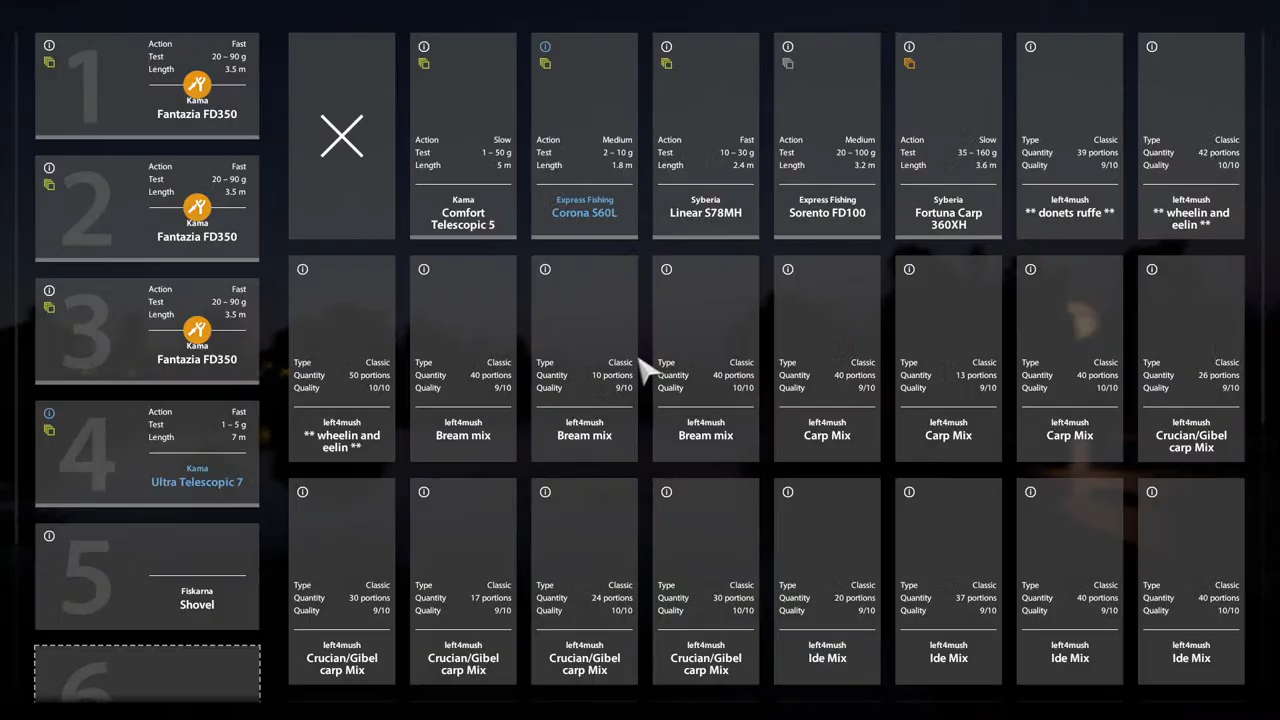 1
Action Fast
Test 20 – 90 g
Length 3.5 m
Kama
Fantazia FD350
2
Action Fast
Test 20 – 90 g
Length 3.5 m
Kama
Fantazia FD350
3
Action Fast
Test 20 – 90 g
Length 3.5 m
Kama
Fantazia FD350
4
Action Fast
Test 1 – 5 g
Length 7 m
Kama
Ultra Telescopic 7
5
Fiskarna
Shovel
6
Action Slow
Test 1 – 50 g
Length 5 m
Kama
Comfort
Telescopic 5
Action Medium
Test 2 – 10 g
Length 1.8 m
Express Fishing
Corona S60L
Action Fast
Test 10 – 30 g
Length 2.4 m
Syberia
Linear S78MH
Action Medium
Test 20 – 100 g
Length 3.2 m
Express Fishing
Sorento FD100
Action Slow
Test 35 – 160 g
Length 3.6 m
Syberia
Fortuna Carp
360XH
Type Classic
Quantity 39 portions
Quality 9/10
left4mush
** donets ruffe **
Type Classic
Quantity 42 portions
Quality 10/10
left4mush
** wheelin and
eelin **
Type Classic
Quantity 50 portions
Quality 10/10
left4mush
** wheelin and
eelin **
Type Classic
Quantity 40 portions
Quality 9/10
left4mush
Bream mix
Type Classic
Quantity 10 portions
Quality 9/10
left4mush
Bream mix
Type Classic
Quantity 40 portions
Quality 10/10
left4mush
Bream mix
Type Classic
Quantity 40 portions
Quality 9/10
left4mush
Carp Mix
Type Classic
Quantity 13 portions
Quality 9/10
left4mush
Carp Mix
Type Classic
Quantity 40 portions
Quality 10/10
left4mush
Carp Mix
Type Classic
Quantity 26 portions
Quality 9/10
left4mush
Crucian/Gibel
carp Mix
Type Classic
Quantity 30 portions
Quality 9/10
left4mush
Crucian/Gibel
carp Mix
Type Classic
Quantity 17 portions
Quality 9/10
left4mush
Crucian/Gibel
carp Mix
Type Classic
Quantity 24 portions
Quality 10/10
left4mush
Crucian/Gibel
carp Mix
Type Classic
Quantity 30 portions
Quality 10/10
left4mush
Crucian/Gibel
carp Mix
Type Classic
Quantity 20 portions
Quality 9/10
left4mush
Ide Mix
Type Classic
Quantity 37 portions
Quality 9/10
left4mush
Ide Mix
Type Classic
Quantity 40 portions
Quality 9/10
left4mush
Ide Mix
Type Classic
Quantity 40 portions
Quality 10/10
left4mush
Ide Mix